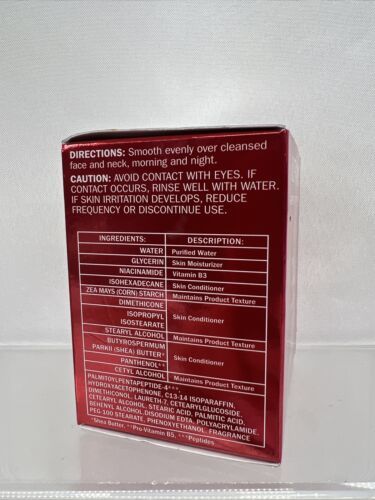 DIRECTIONS: Smooth evenly over cleansed
face and neck, morning and night.
CAUTION: AVOID CONTACT WITH EYES. IF
CONTACT OCCURS, RINSE WELL WITH WATER.
IF SKIN IRRITATION DEVELOPS, REDUCE
FREQUENCY OR DISCONTINUE USE.
INGREDIENTS: DESCRIPTION:
WATER Purified Water
GLYCERIN Skin Moisturizer
NIACINAMIDE Vitamin B3
ISOHEXADECANE Skin Conditioner
ZEA MAYS (CORN) STARCH Maintains Product Texture
DIMETHICONE
ISOPROPYL Skin Conditioner
ISOSTEARATE
STEARYL ALCOHOL Maintains Product Texture
BUTYROSPERMUM
PARKII (SHEA) BUTTER* Skin Conditioner
PANTHENOL**
CETYL ALCOHOL Maintains Product Texture
PALMITOYLPENTAPEPTIDE-4***,
HYDROXYACETOPHENONE, C13-14 ISOPARAFFIN,
DIMETHICONOL, LAURETH-7, CETEARYLGLUCOSIDE,
CETEARYL ALCOHOL, STEARIC ACID, PALMITIC ACID,
BEHENYL ALCOHOL, DISODIUM EDTA, POLYACRYLAMIDE,
PEG-100 STEARATE, PHENOXYETHANOL, FRAGRANCE
*Shea Butter, **Pro-Vitamin B5, ***Peptides